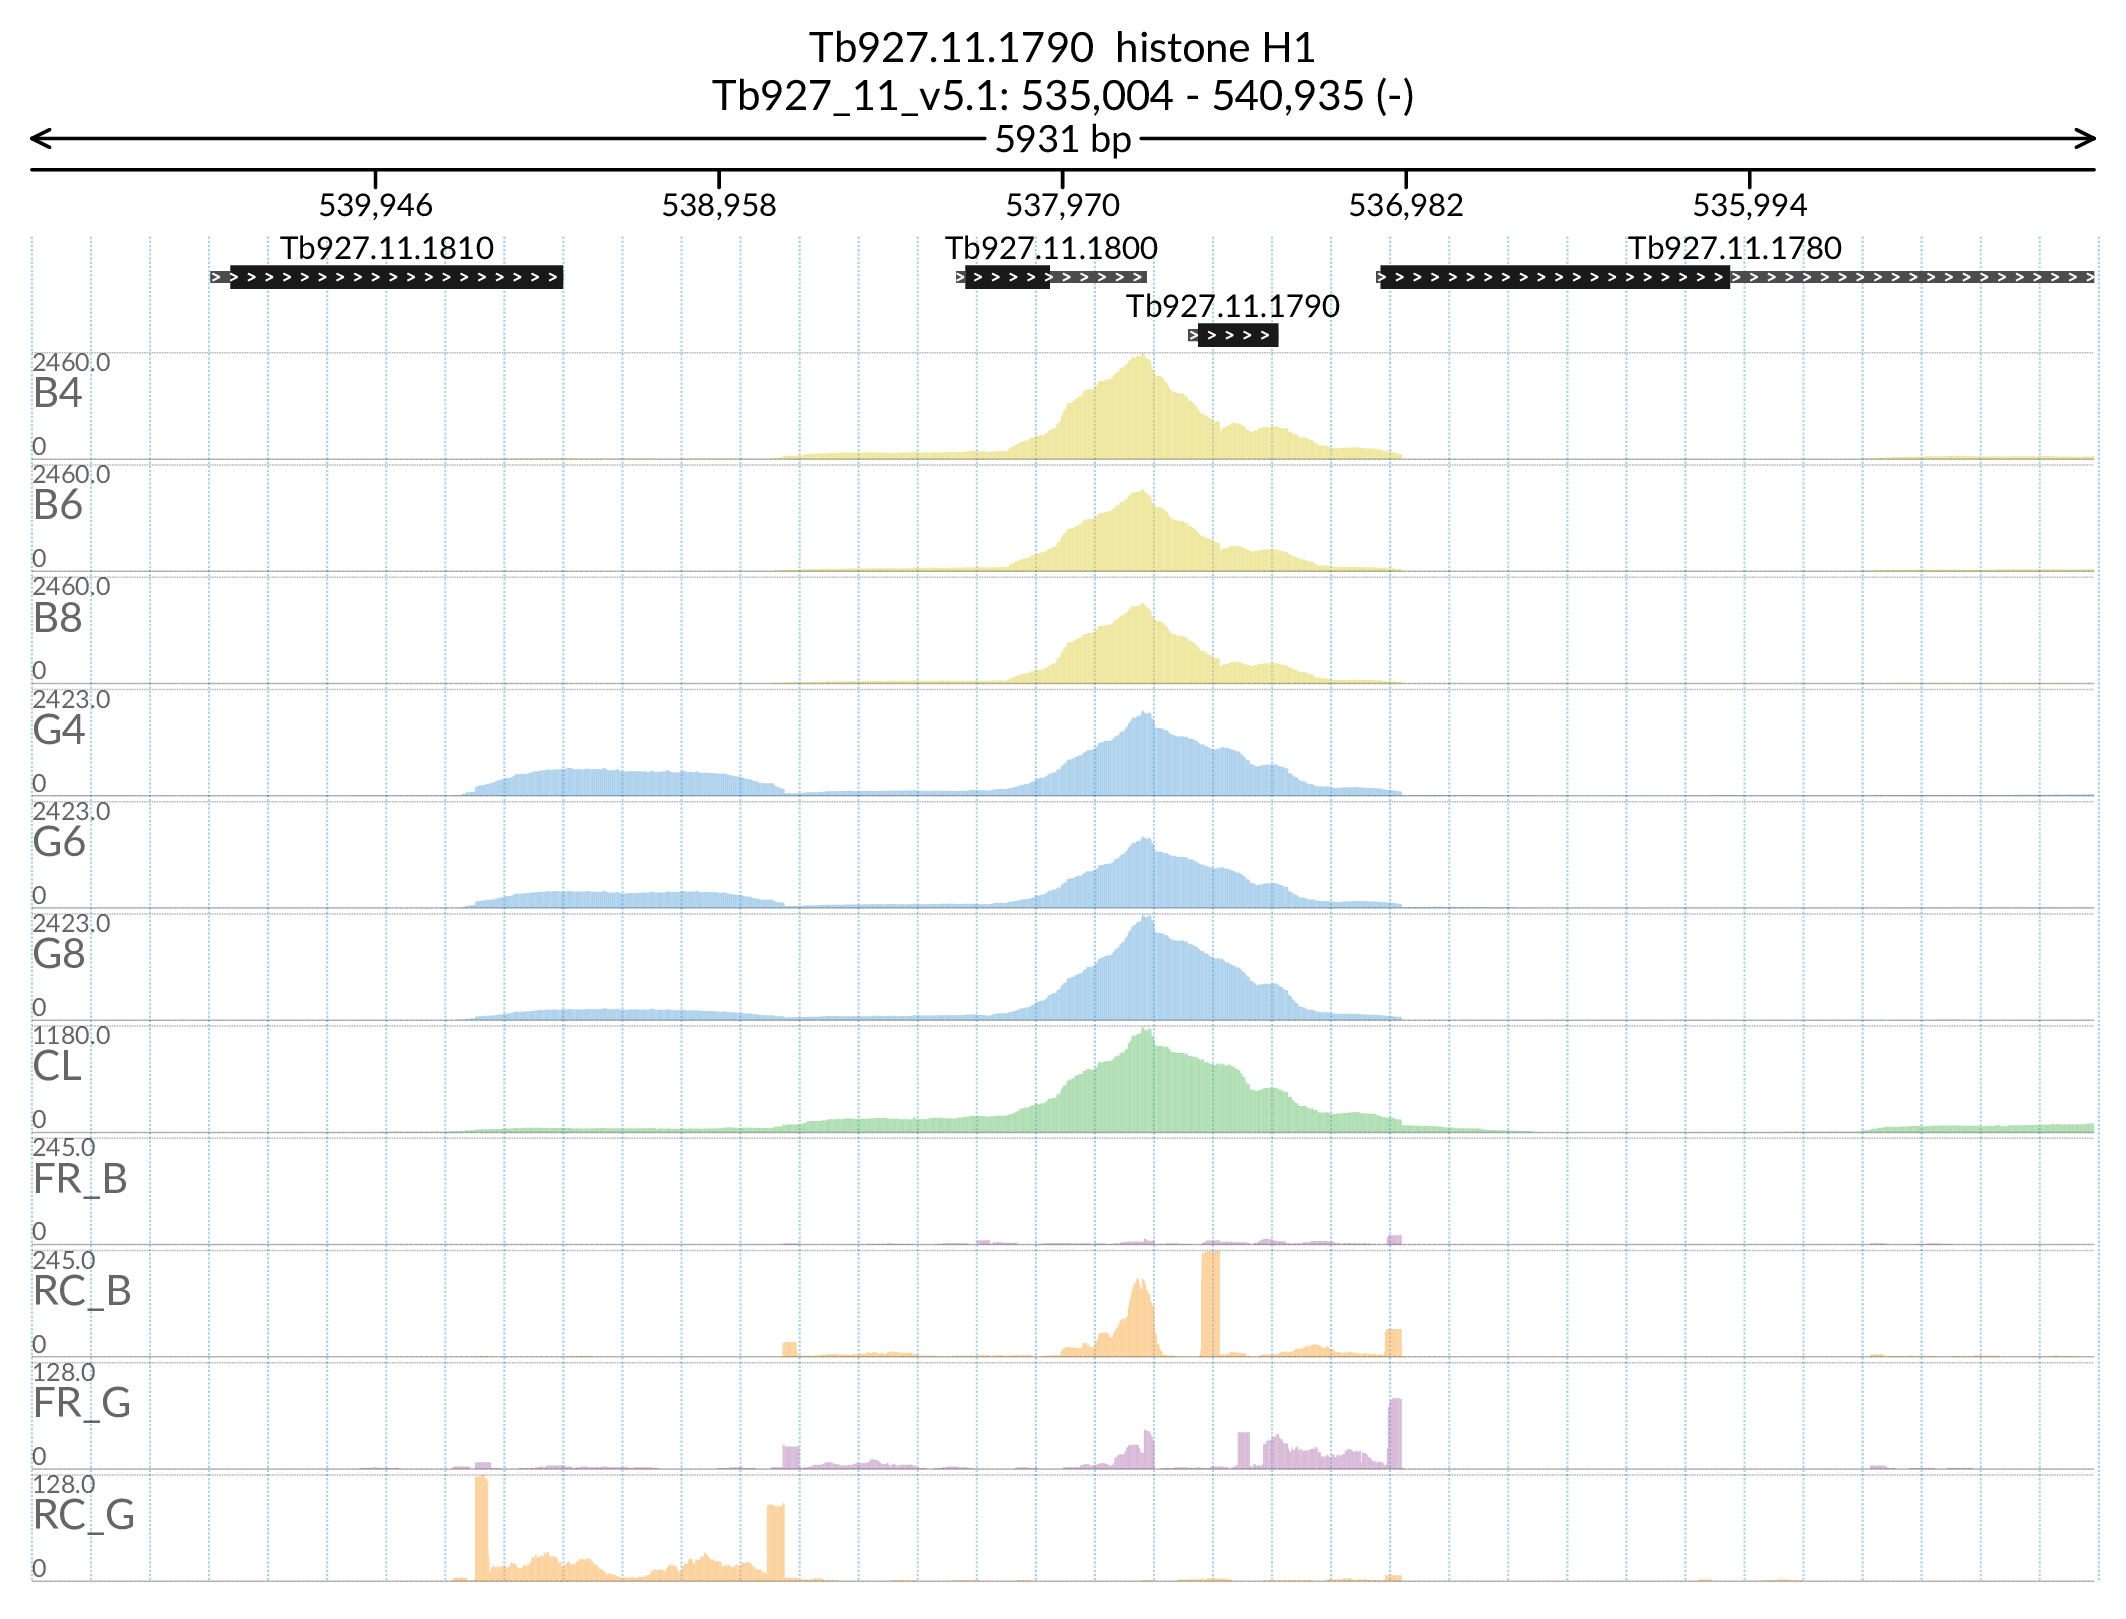 Tb927.11.1790 histone H1
Tb927_11_v5.1: 535,004 - 540,935 (-)
5931 bp
539,946 538,958 537,970 536,982 535,994
Tb927.11.1810 Tb927.11.1800 Tb927.11.1780
Tb927.11.1790
2460.0
B4
0
2460.0
B6
0
2460.0
B8
0
2423.0
G4
0
2423.0
G6
0
2423.0
G8
0
1180.0
CL
0
245.0
FR_B
0
245.0
RC_B
0
128.0
FR_G
0
128.0
RC_G
0